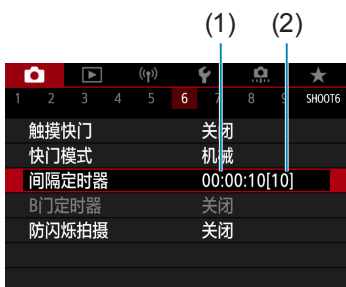 (1) (2)
1 2 3 4 5 6 7 8 9 SHOOT6
触摸快门 关闭
快门模式 机械
间隔定时器 00:00:10[10]
B门定时器 关闭
防闪烁拍摄 关闭